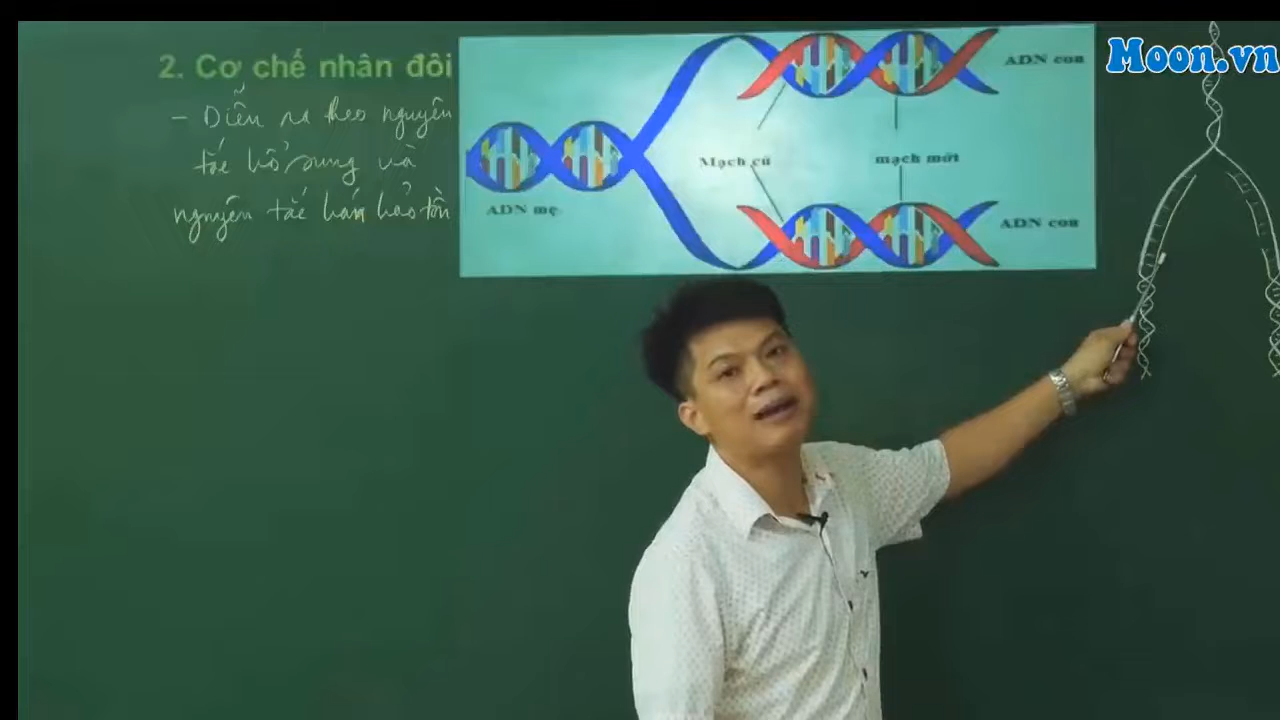 Moon.vn
2. Cơ chế nhân đôi
- Diễn ra theo nguyên
tắc bổ sung và
nguyên tắc bán bảo tồn
ADN con
Mạch cũ
mạch mới
ADN mẹ
ADN con